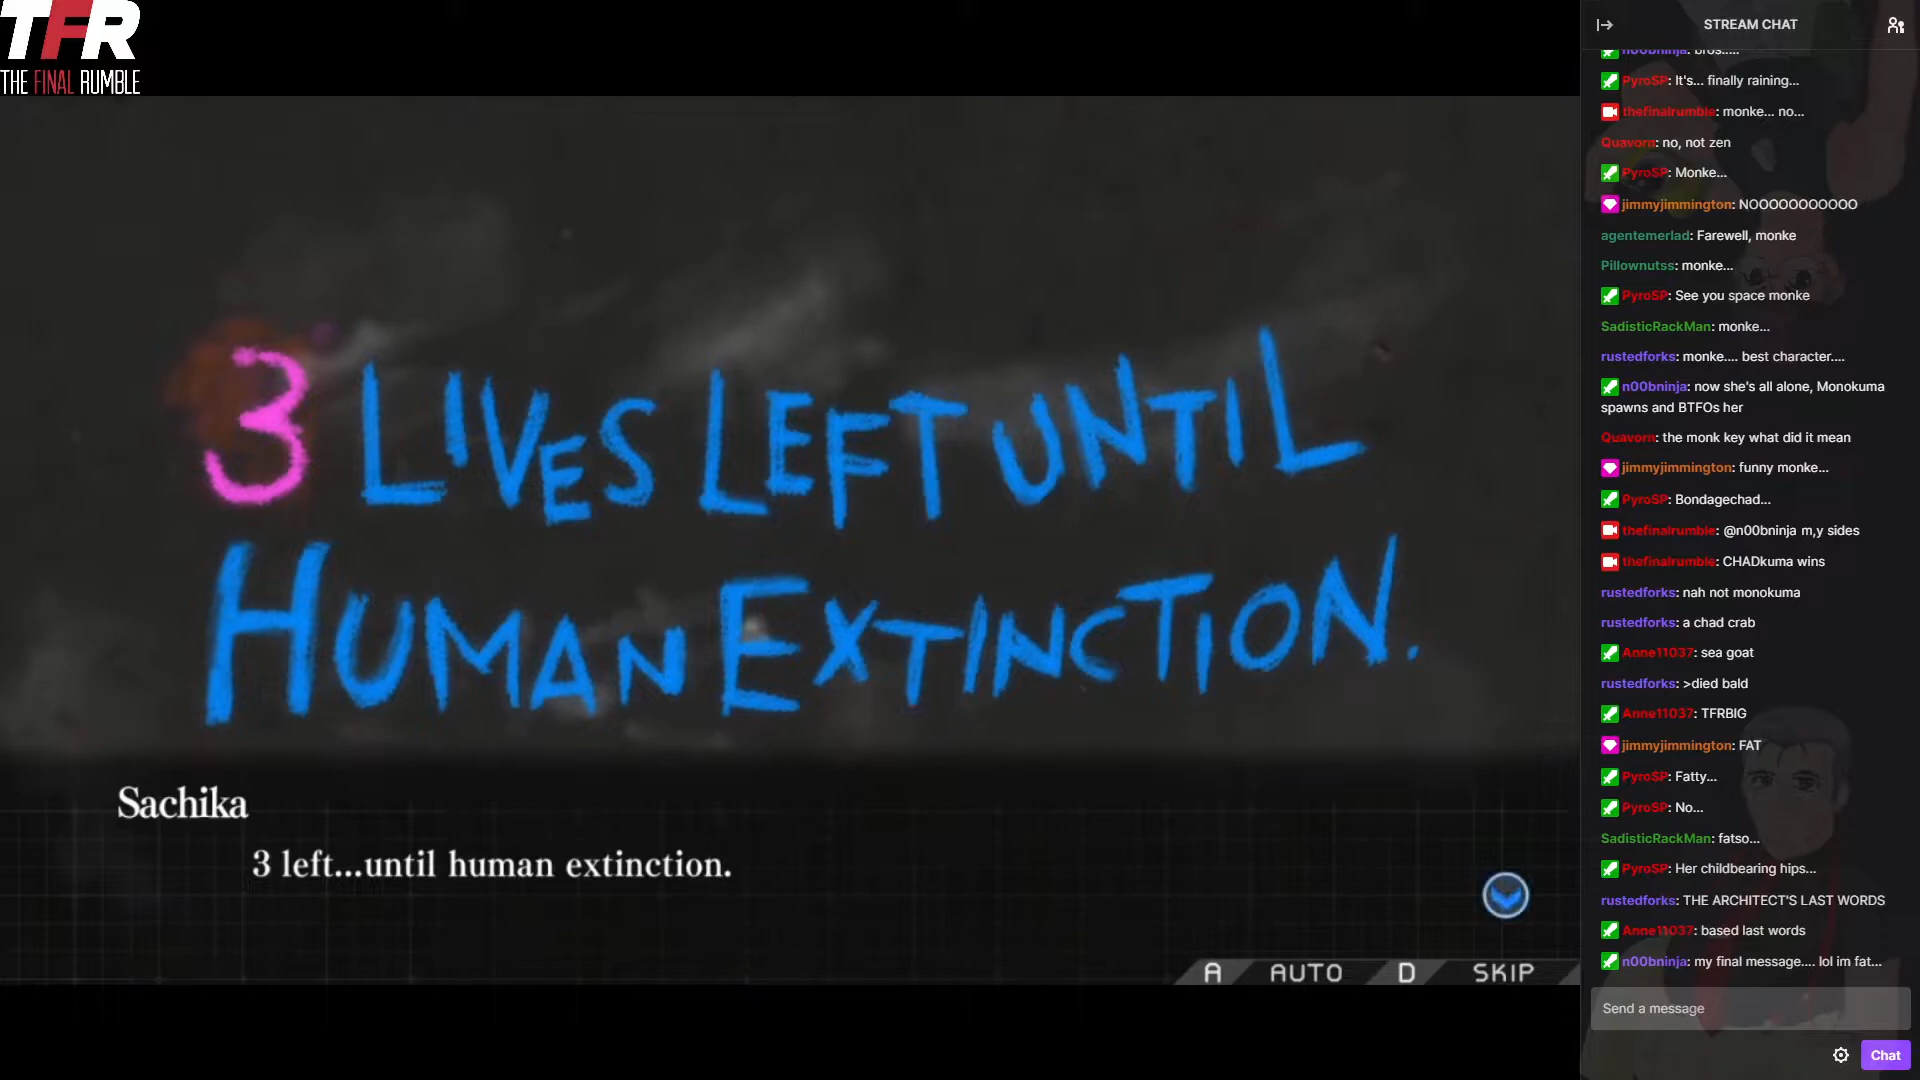 TFR
THE FINAL RUMBLE
3 LIVES LEFT UNTIL
HUMAN EXTINCTION.
Sachika
3 left...until human extinction.
A AUTO D SKIP
STREAM CHAT
n00bninja: bros.....
PyroSP: It's... finally raining...
thefinalrumble: monke... no...
Quavorn: no, not zen
PyroSP: Monke...
jimmyjimmington: NOOOOOOOOOOO
agentemerlad: Farewell, monke
Pillownutss: monke...
PyroSP: See you space monke
SadisticRackMan: monke...
rustedforks: monke.... best character....
n00bninja: now she's all alone, Monokuma
spawns and BTFOs her
Quavorn: the monk key what did it mean
jimmyjimmington: funny monke...
PyroSP: Bondagechad...
thefinalrumble: @n00bninja m,y sides
thefinalrumble: CHADkuma wins
rustedforks: nah not monokuma
rustedforks: a chad crab
Anne11037: sea goat
rustedforks: >died bald
Anne11037: TFRBIG
jimmyjimmington: FAT
PyroSP: Fatty...
PyroSP: No...
SadisticRackMan: fatso...
PyroSP: Her childbearing hips...
rustedforks: THE ARCHITECT'S LAST WORDS
Anne11037: based last words
n00bninja: my final message.... lol im fat...
Send a message
Chat